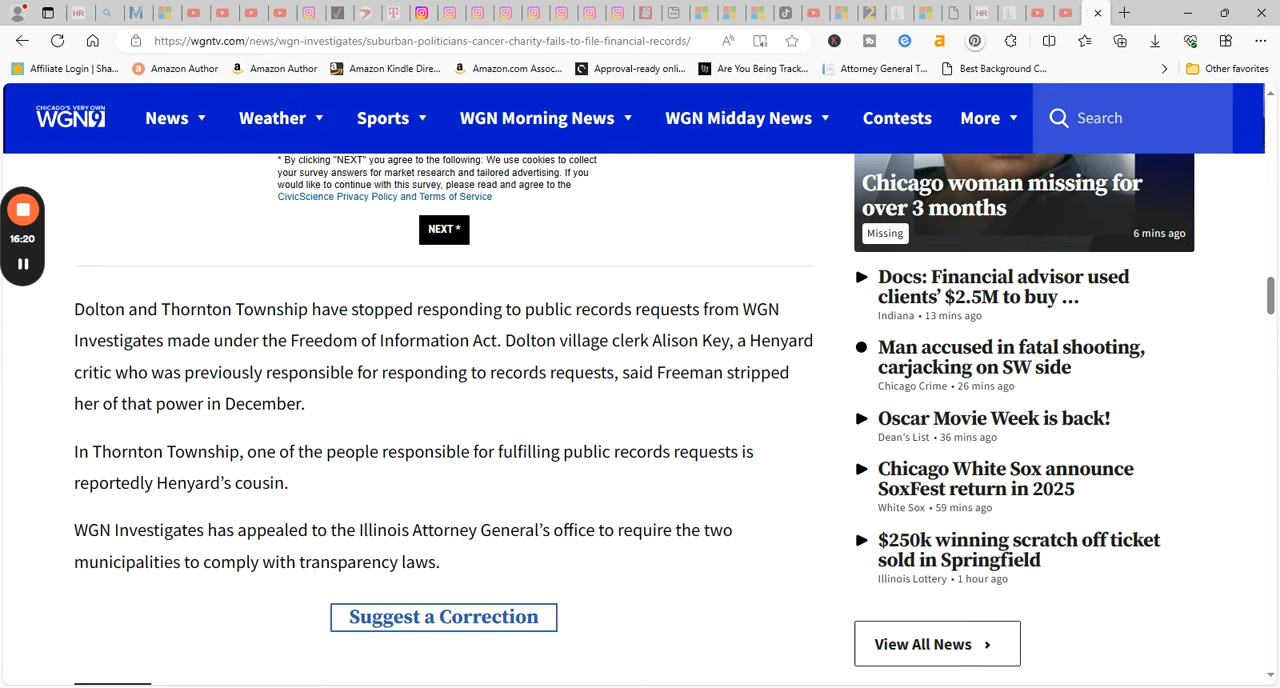 HR
https://wgntv.com/news/wgn-investigates/suburban-politicians-cancer-charity-fails-to-file-financial-records/
Affiliate Login | Sha...
Amazon Author
Amazon Author
Amazon Kindle Dire...
Amazon.com Assoc...
Approval-ready onli...
Are You Being Track...
Attorney General T...
Best Background C...
Other favorites
CHICAGO'S VERY OWN
WGN9
News
Weather
Sports
WGN Morning News
WGN Midday News
Contests
More
Search
16:20
* By clicking "NEXT" you agree to the following: We use cookies to collect
your survey answers for market research and tailored advertising. If you
would like to continue with this survey, please read and agree to the
CivicScience Privacy Policy and Terms of Service
NEXT *
Dolton and Thornton Township have stopped responding to public records requests from WGN
Investigates made under the Freedom of Information Act. Dolton village clerk Alison Key, a Henyard
critic who was previously responsible for responding to records requests, said Freeman stripped
her of that power in December.
In Thornton Township, one of the people responsible for fulfilling public records requests is
reportedly Henyard's cousin.
WGN Investigates has appealed to the Illinois Attorney General's office to require the two
municipalities to comply with transparency laws.
Suggest a Correction
Chicago woman missing for
over 3 months
Missing
6 mins ago
Docs: Financial advisor used
clients' $2.5M to buy ...
Indiana • 13 mins ago
Man accused in fatal shooting,
carjacking on SW side
Chicago Crime • 26 mins ago
Oscar Movie Week is back!
Dean's List • 36 mins ago
Chicago White Sox announce
SoxFest return in 2025
White Sox • 59 mins ago
$250k winning scratch off ticket
sold in Springfield
Illinois Lottery • 1 hour ago
View All News